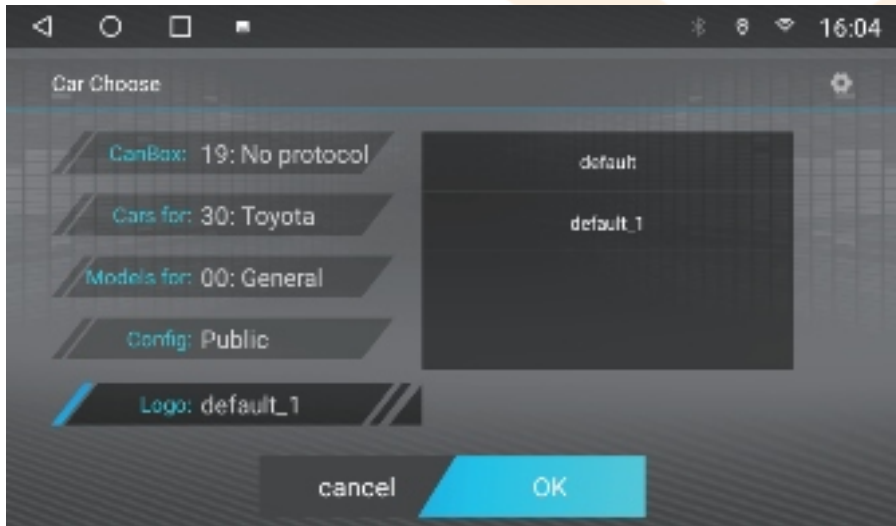 16:04
Car Choose
CanBox: 19: No protocol
Cars for: 30: Toyota
Models for: 00: General
Config: Public
Logo: default_1
default
default_1
cancel
OK